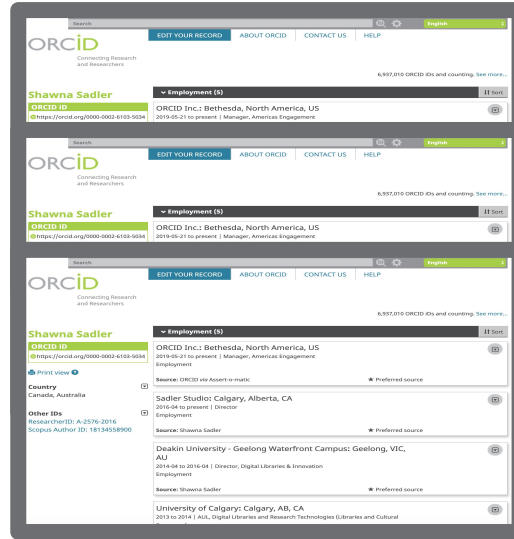 Search
English
ORCID
EDIT YOUR RECORD ABOUT ORCID CONTACT US HELP
Connecting Research
and Researchers
6,937,010 ORCID iDs and counting. See more...
Shawna Sadler
Employment (5)
Sort
ORCID iD
https://orcid.org/0000-0002-6103-5034
ORCID Inc.: Bethesda, North America, US
2019-05-21 to present | Manager, Americas Engagement
Search
English
ORCID
EDIT YOUR RECORD ABOUT ORCID CONTACT US HELP
Connecting Research
and Researchers
6,937,010 ORCID iDs and counting. See more...
Shawna Sadler
Employment (5)
Sort
ORCID iD
https://orcid.org/0000-0002-6103-5034
ORCID Inc.: Bethesda, North America, US
2019-05-21 to present | Manager, Americas Engagement
Search
English
ORCID
EDIT YOUR RECORD ABOUT ORCID CONTACT US HELP
Connecting Research
and Researchers
6,937,010 ORCID iDs and counting. See more...
Shawna Sadler
ORCID iD
https://orcid.org/0000-0002-6103-5034
Print view
Country
Canada, Australia
Other IDs
ResearcherID: A-2576-2016
Scopus Author ID: 18134558900
Employment (5)
Sort
ORCID Inc.: Bethesda, North America, US
2019-05-21 to present | Manager, Americas Engagement
Employment
Source: ORCID via Assert-o-matic
Preferred source
Sadler Studio: Calgary, Alberta, CA
2016-04 to present | Director
Employment
Source: Shawna Sadler
Preferred source
Deakin University - Geelong Waterfront Campus: Geelong, VIC,
AU
2014-04 to 2016-04 | Director, Digital Libraries & Innovation
Employment
Source: Shawna Sadler
Preferred source
University of Calgary: Calgary, AB, CA
2013 to 2014 | AUL, Digital Libraries and Research Technologies (Libraries and Cultural